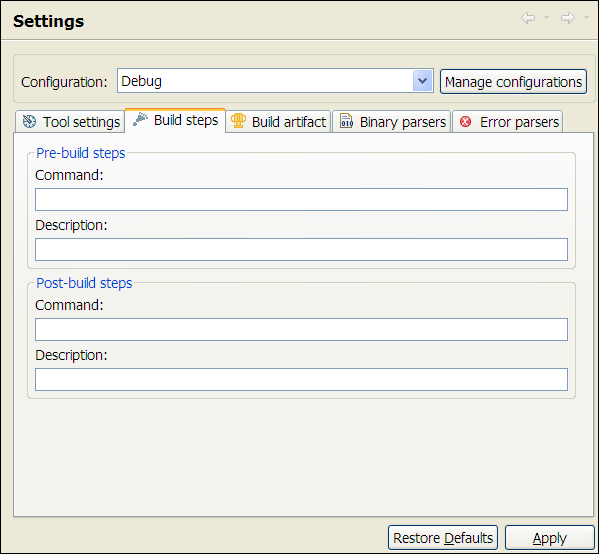 Settings
Configuration: Debug Manage configurations
Tool settings Build steps Build artifact 010 Binary parsers Error parsers
Pre-build steps
Command:
Description:
Post-build steps
Command:
Description:
Restore Defaults Apply